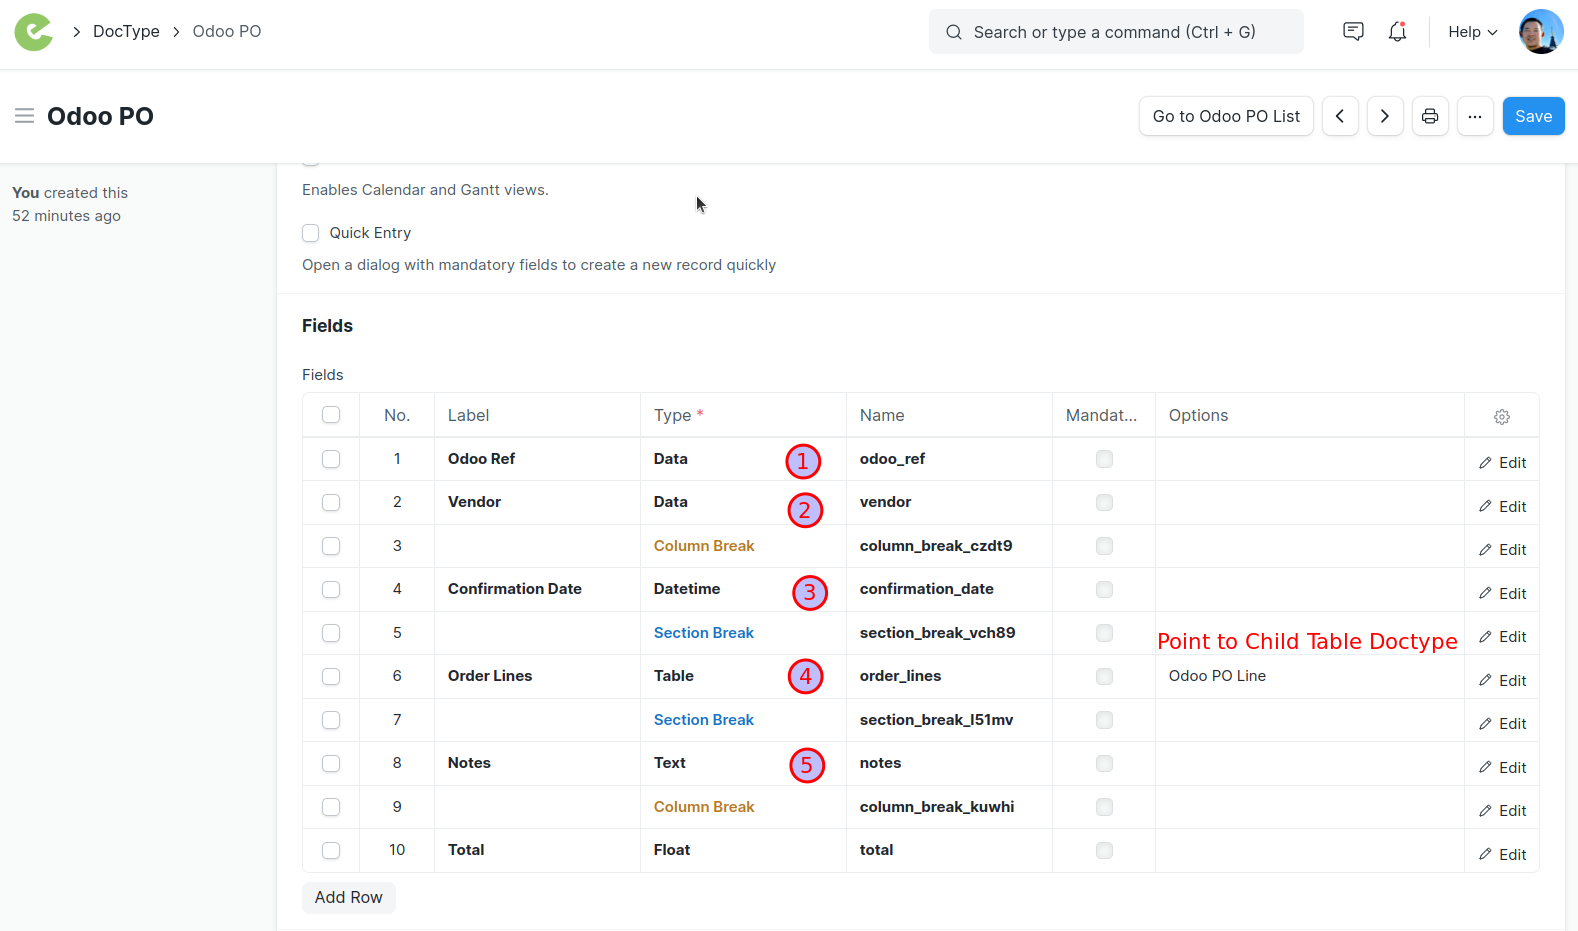 DocType Odoo PO Search or type a command (Ctrl + G) Help
Odoo PO Go to Odoo PO List ... Save
You created this
52 minutes ago
Enables Calendar and Gantt views.
Quick Entry
Open a dialog with mandatory fields to create a new record quickly
Fields
Fields
No. Label Type * Name Mandat... Options
1 Odoo Ref Data 1 odoo_ref Edit
2 Vendor Data 2 vendor Edit
3 Column Break column_break_czdt9 Edit
4 Confirmation Date Datetime 3 confirmation_date Edit
5 Section Break section_break_vch89 Edit
Point to Child Table Doctype
6 Order Lines Table 4 order_lines Odoo PO Line Edit
7 Section Break section_break_l51mv Edit
8 Notes Text 5 notes Edit
9 Column Break column_break_kuwhi Edit
10 Total Float total Edit
Add Row